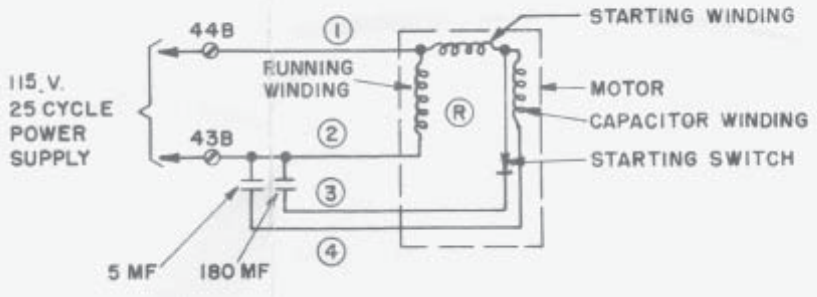 STARTING WINDING
44B
1
RUNNING
WINDING
115.V.
25 CYCLE
POWER
SUPPLY
MOTOR
R
CAPACITOR WINDING
2
43B
STARTING SWITCH
3
4
5 MF
180 MF